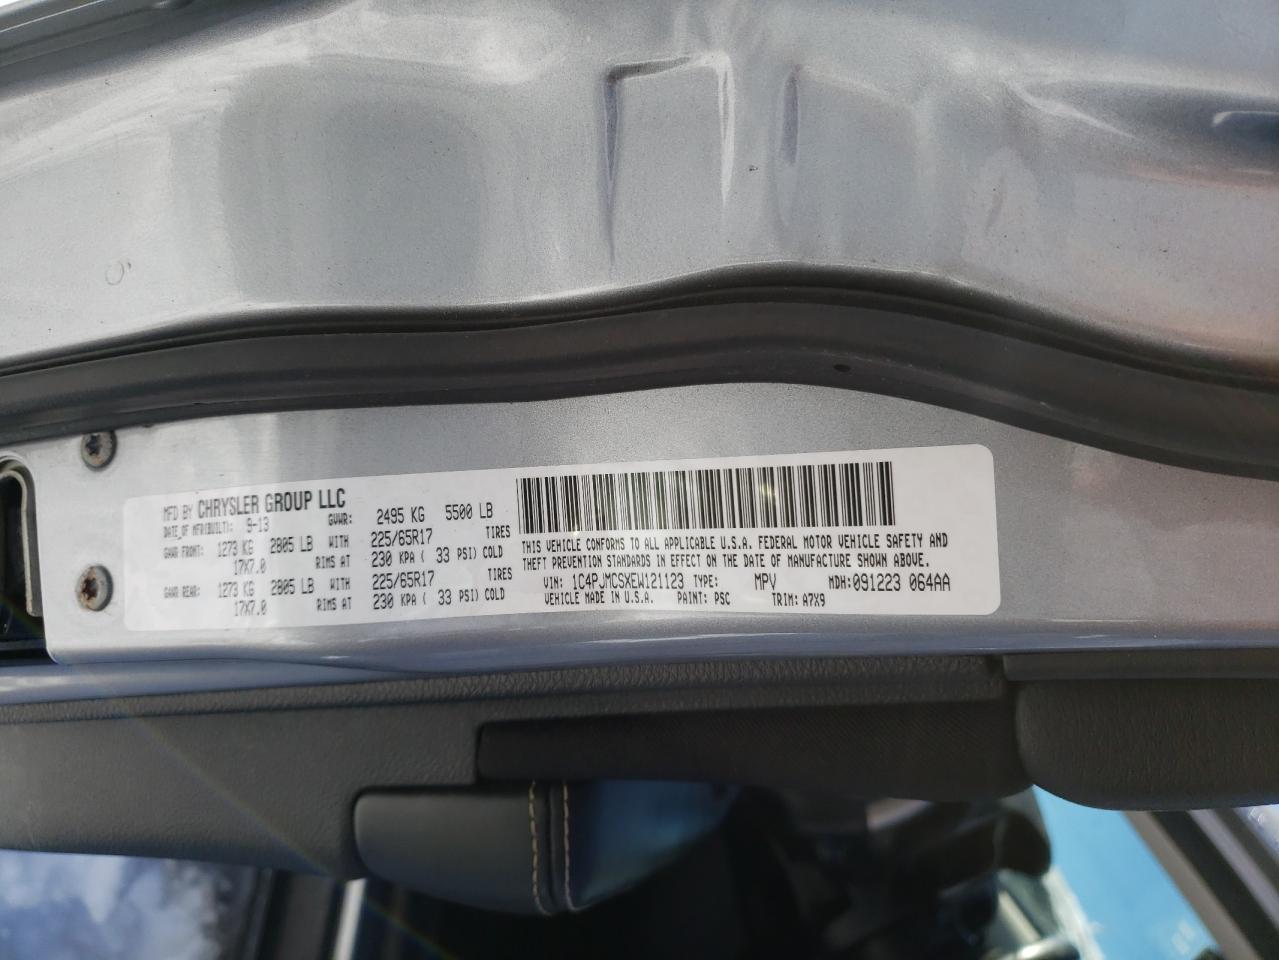 MFD BY CHRYSLER GROUP LLC
DATE OF MFR(BUILT): 9-13 GVWR: 2495 KG 5500 LB
GAWR FRONT: 1273 KG 2805 LB WITH 225/65R17 TIRES
17X7.0 RIMS AT 230 KPA ( 33 PSI) COLD
GAWR REAR: 1273 KG 2805 LB WITH 225/65R17 TIRES
17X7.0 RIMS AT 230 KPA ( 33 PSI) COLD
THIS VEHICLE CONFORMS TO ALL APPLICABLE U.S.A. FEDERAL MOTOR VEHICLE SAFETY AND
THEFT PREVENTION STANDARDS IN EFFECT ON THE DATE OF MANUFACTURE SHOWN ABOVE.
VIN: 1C4PJMCSXEW121123 TYPE: MPV MDH: 091223 064AA
VEHICLE MADE IN U.S.A. PAINT: PSC TRIM: A7X9